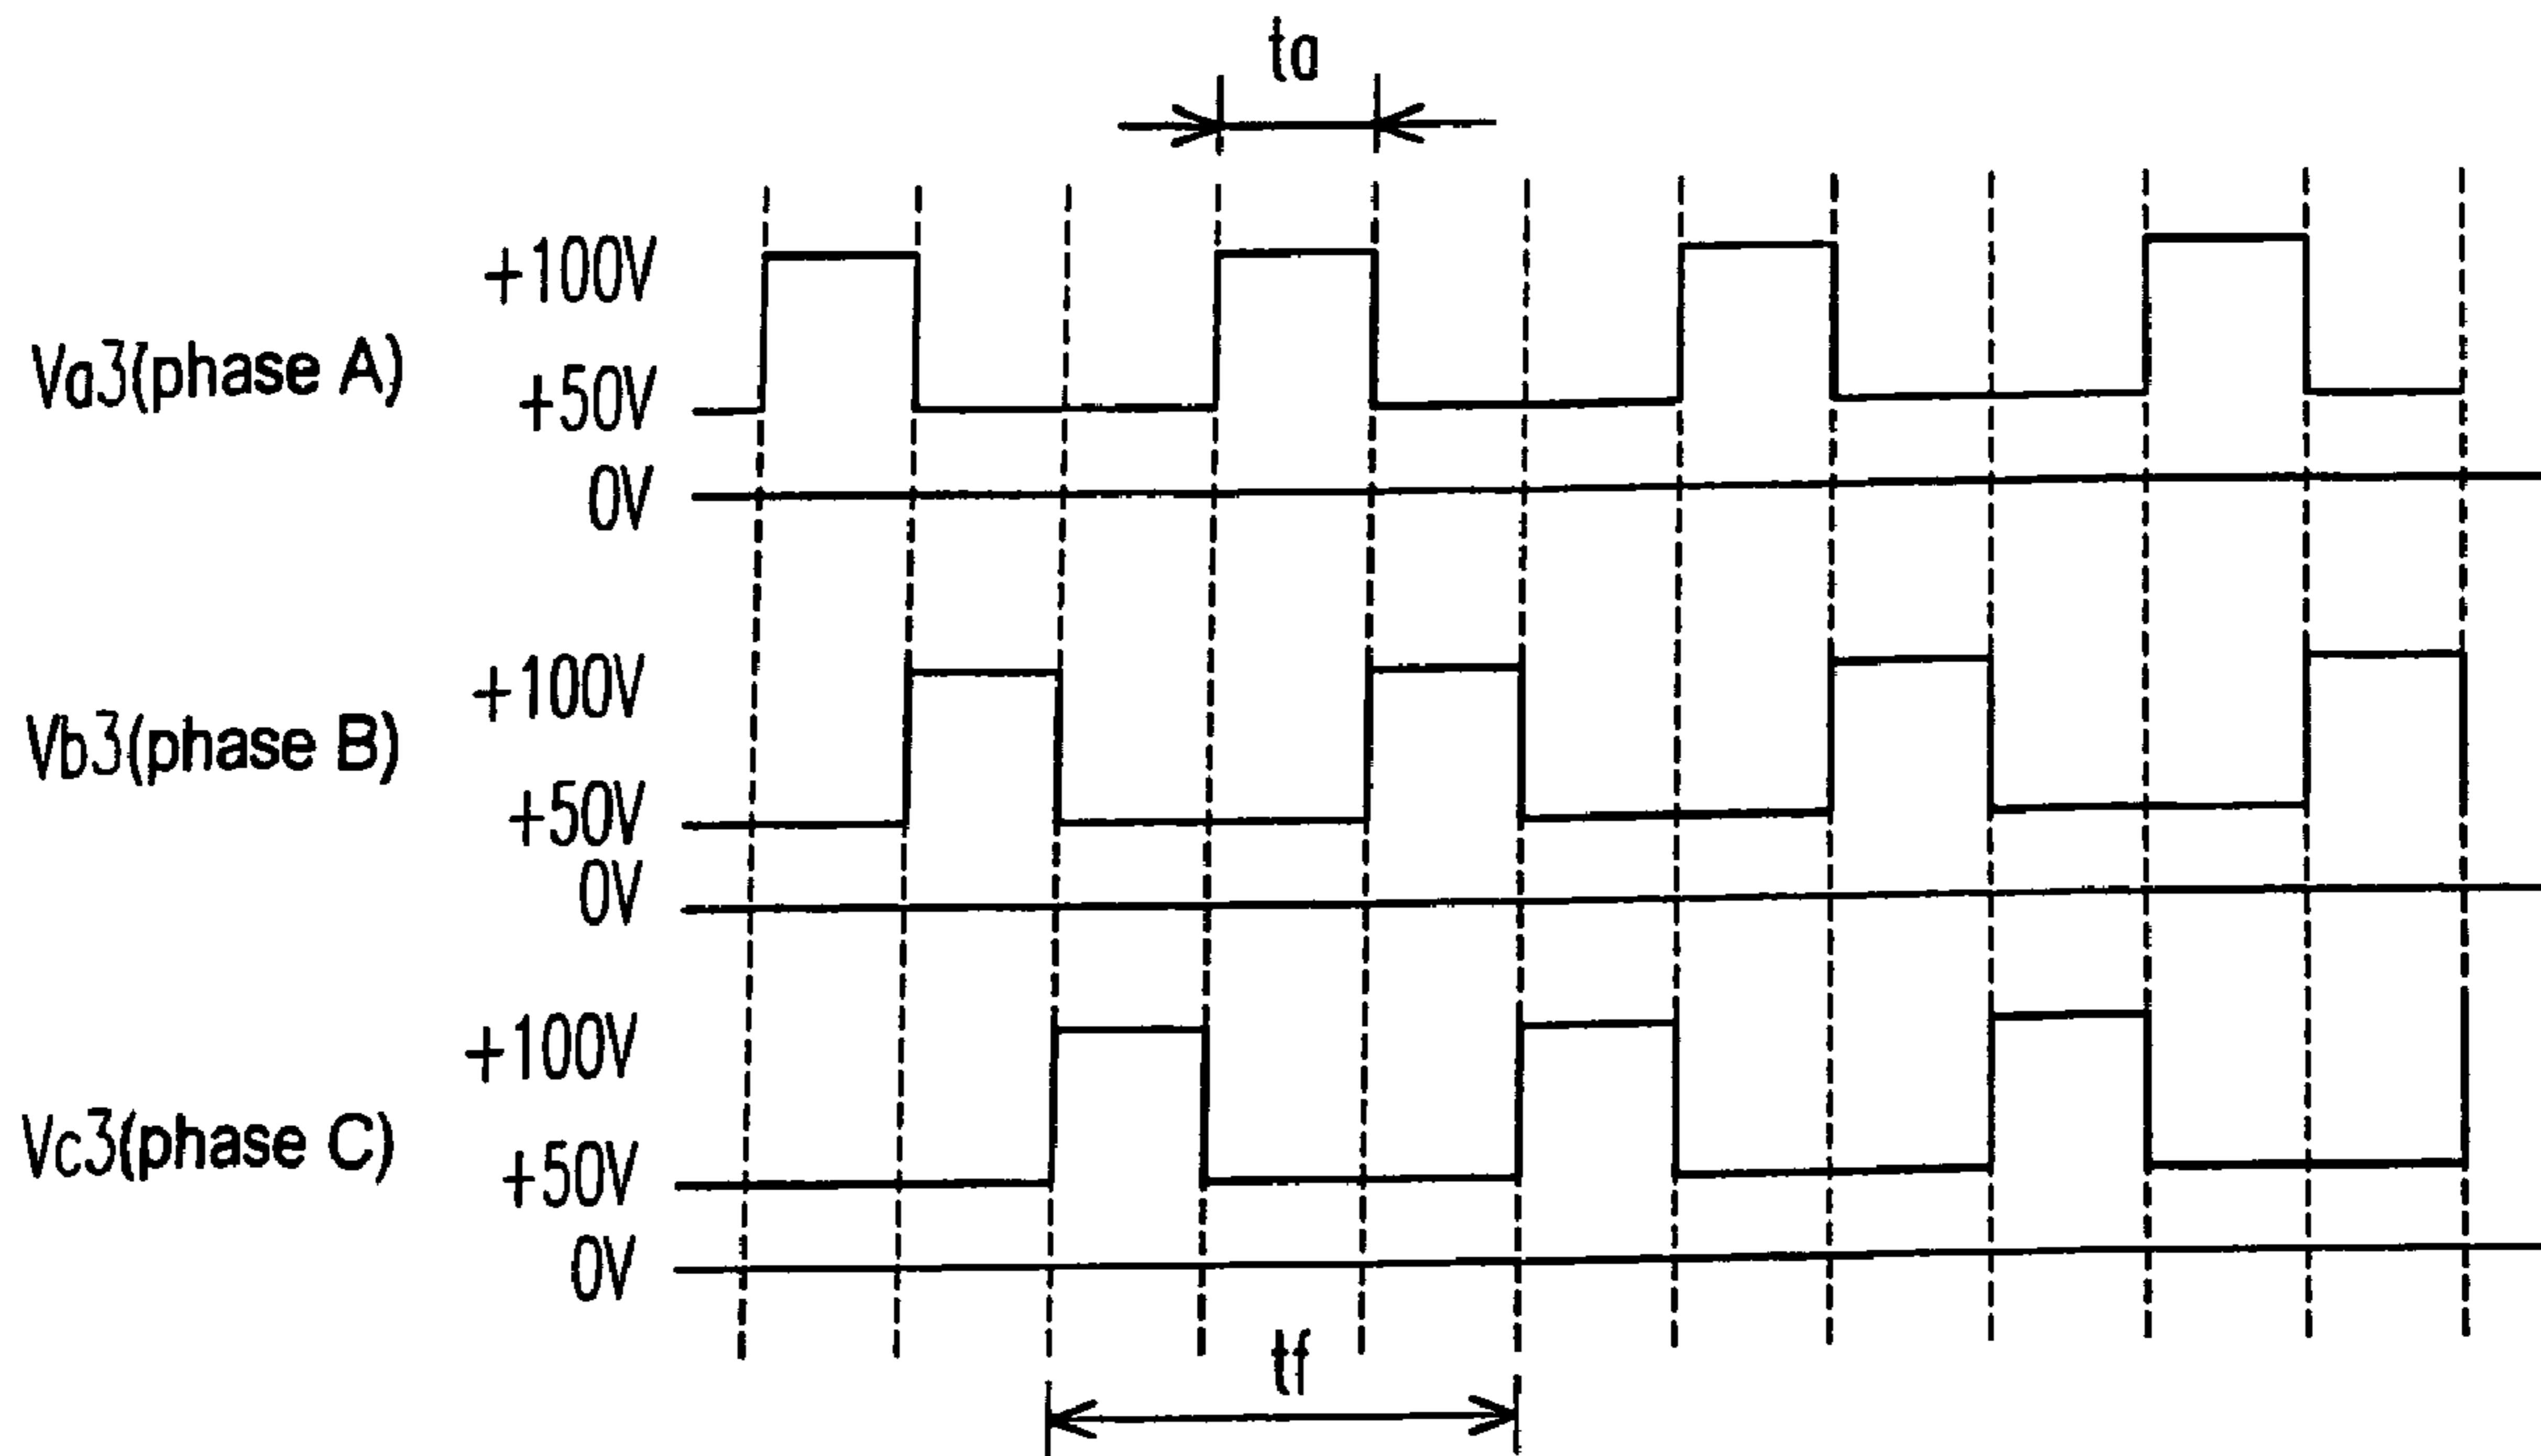 ta
+100V
Va3(phase A)
+50V
0V
+100V
Vb3(phase B)
+50V
0V
+100V
Vc3(phase C)
+50V
0V
tf